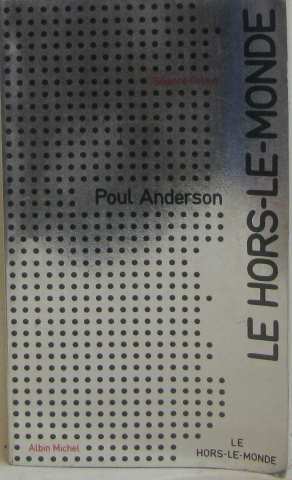 Poul Anderson
LE HORS-LE-MONDE
Albin Michel
LE
HORS-LE-MONDE